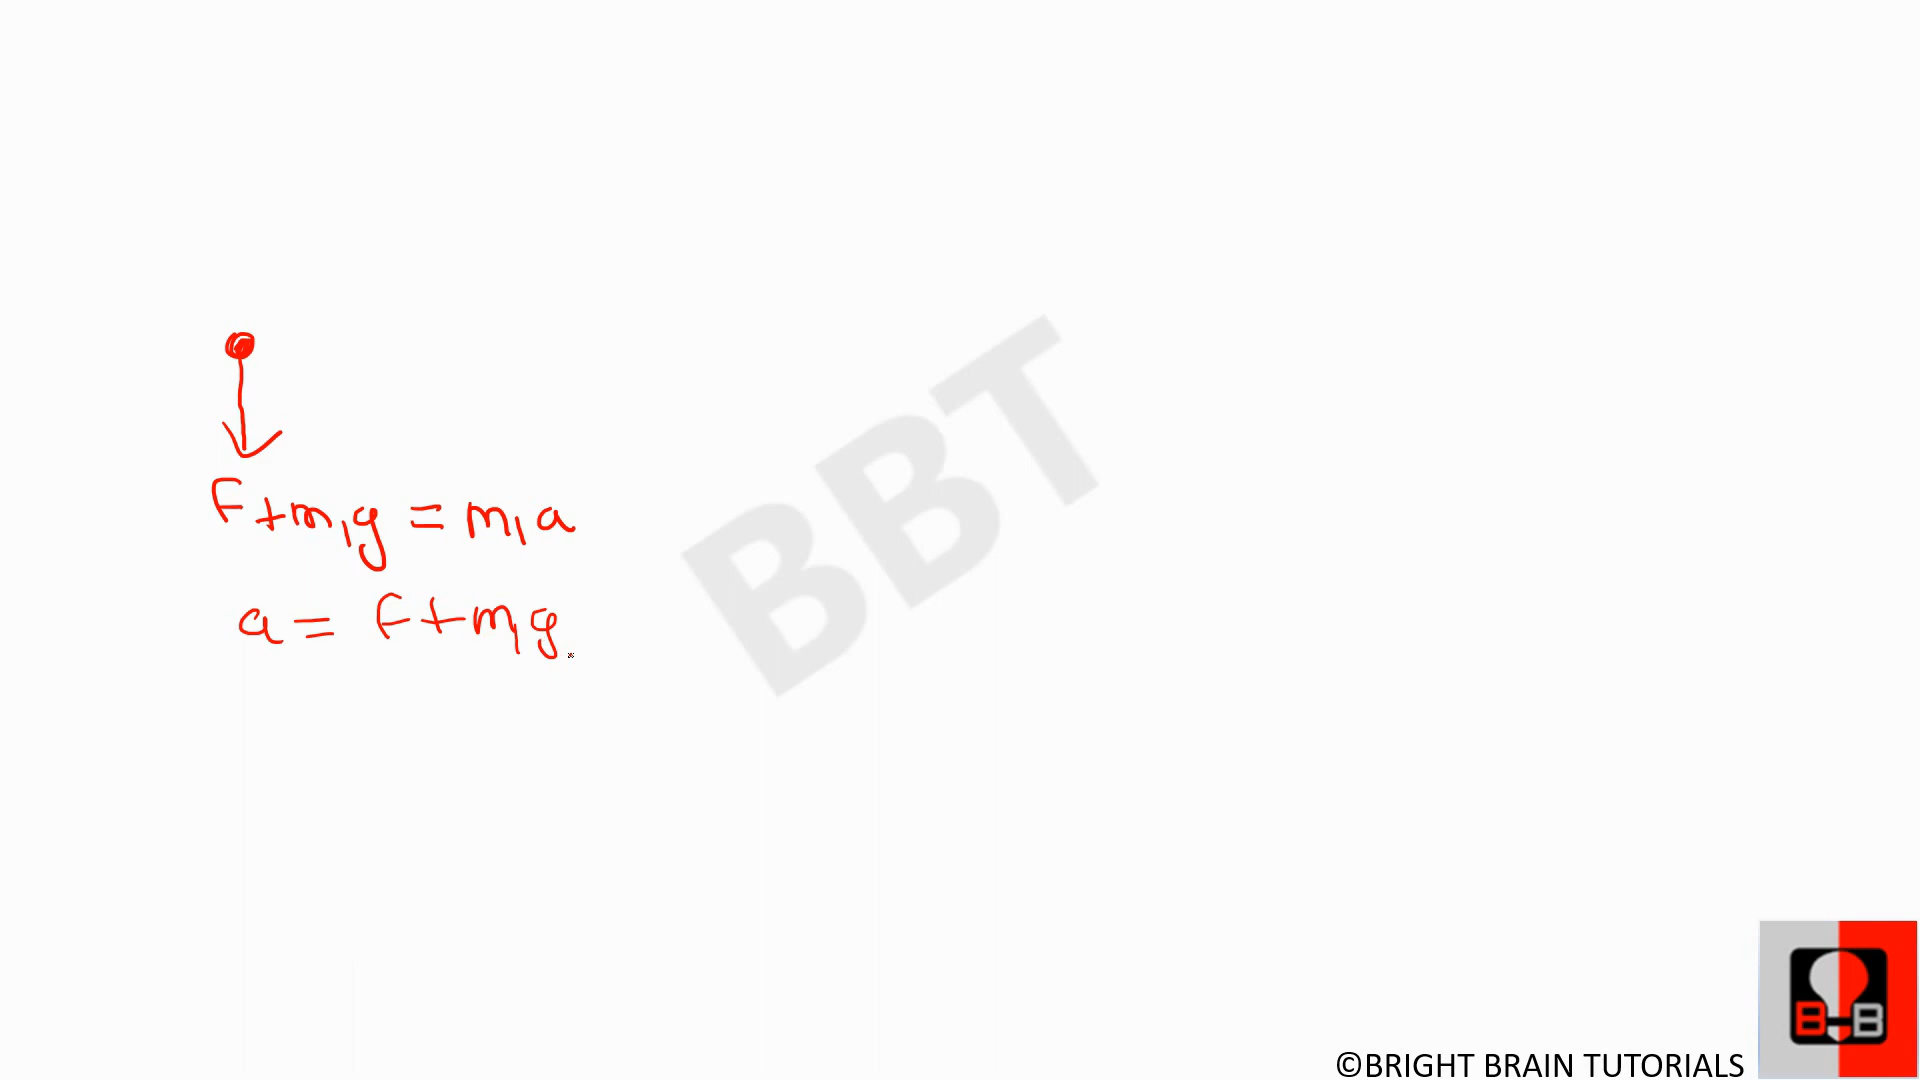 F+m₁g = m₁a
a = F+m₁g
BBT
B-B
©BRIGHT BRAIN TUTORIALS